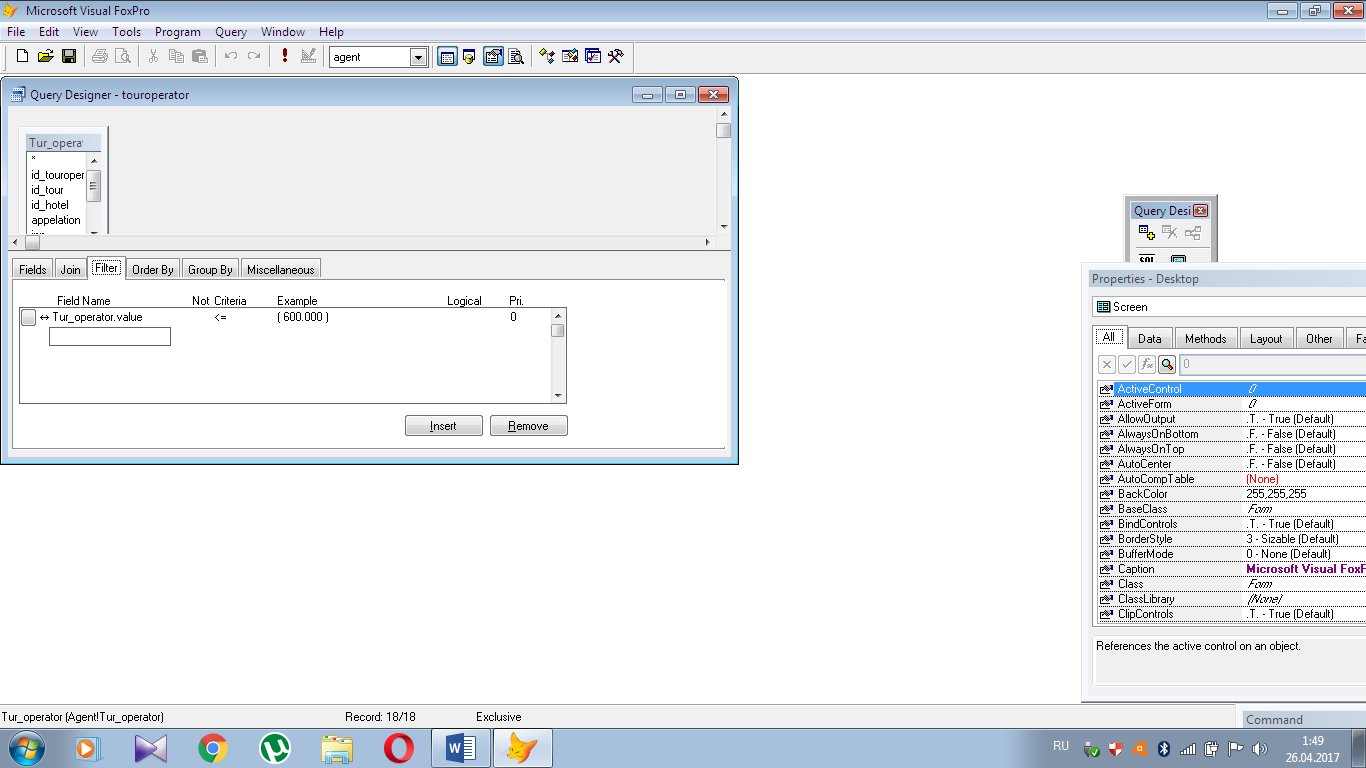 Microsoft Visual FoxPro
File Edit View Tools Program Query Window Help
agent
Query Designer - touroperator
Tur_opera
*
id_touroper
id_tour
id_hotel
appelation
Fields Join Filter Order By Group By Miscellaneous
Field Name Not Criteria Example Logical Pri.
Tur_operator.value <= ( 600.000 ) 0
Insert Remove
Query Desi
SQL
Properties - Desktop
Screen
All Data Methods Layout Other Fa
0
ActiveControl 0
ActiveForm 0
AllowOutput .T. - True (Default)
AlwaysOnBottom .F. - False (Default)
AlwaysOnTop .F. - False (Default)
AutoCenter .F. - False (Default)
AutoCompTable (None)
BackColor 255,255,255
BaseClass Form
BindControls .T. - True (Default)
BorderStyle 3 - Sizable (Default)
BufferMode 0 - None (Default)
Caption Microsoft Visual FoxF
Class Form
ClassLibrary (None)
ClipControls .T. - True (Default)
References the active control on an object.
Tur_operator (Agent!Tur_operator) Record: 18/18 Exclusive
Command
RU
1:49
26.04.2017